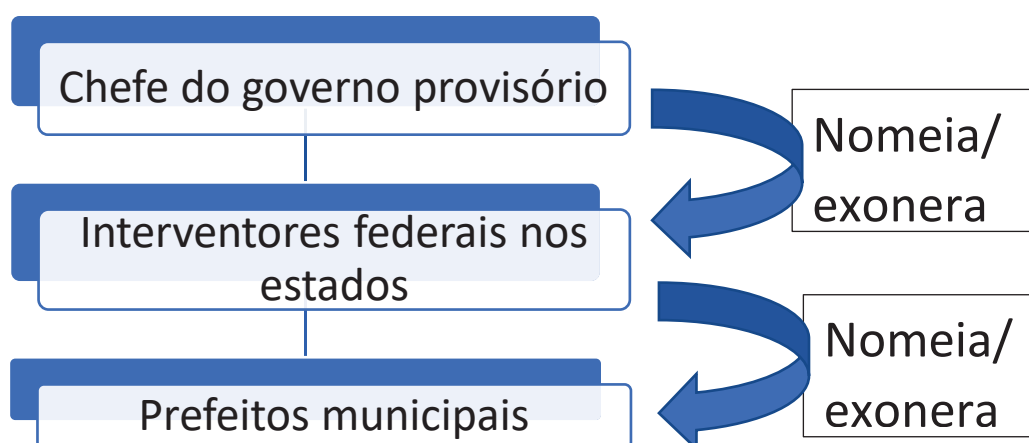 Chefe do governo provisório
Nomeia/
exonera
Interventores federais nos
estados
Nomeia/
exonera
Prefeitos municipais